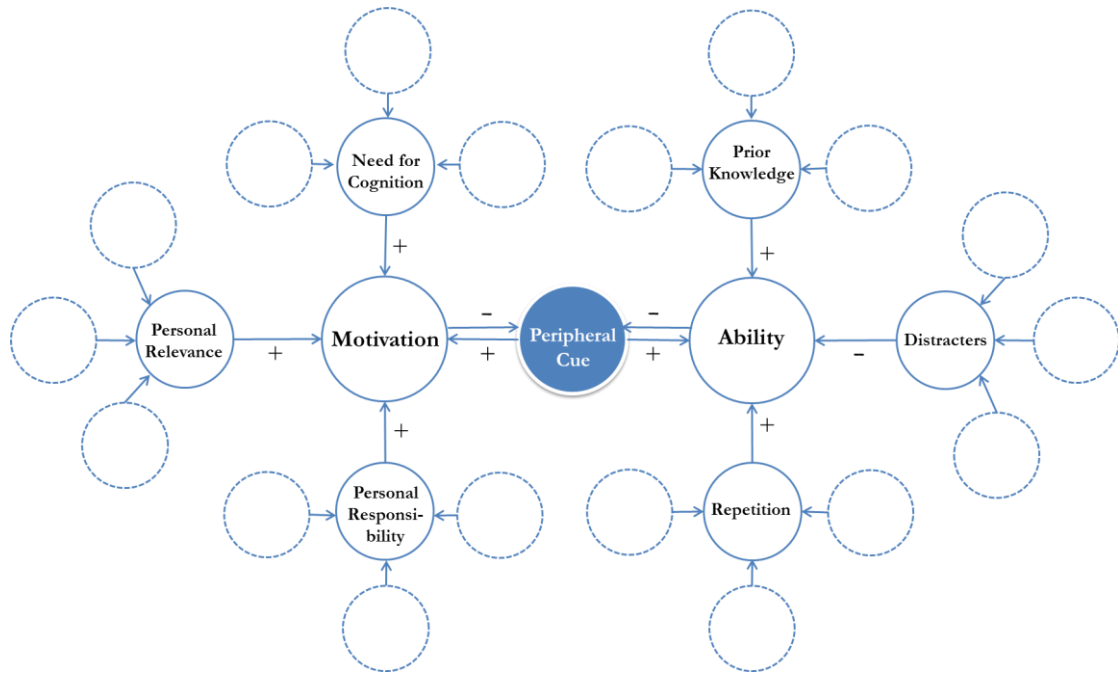 Need for
Cognition
Prior
Knowledge
+
+
Personal
Relevance
+
Motivation
-
+
Peripheral
Cue
-
+
Ability
-
Distracters
+
+
Personal
Responsi-
bility
Repetition